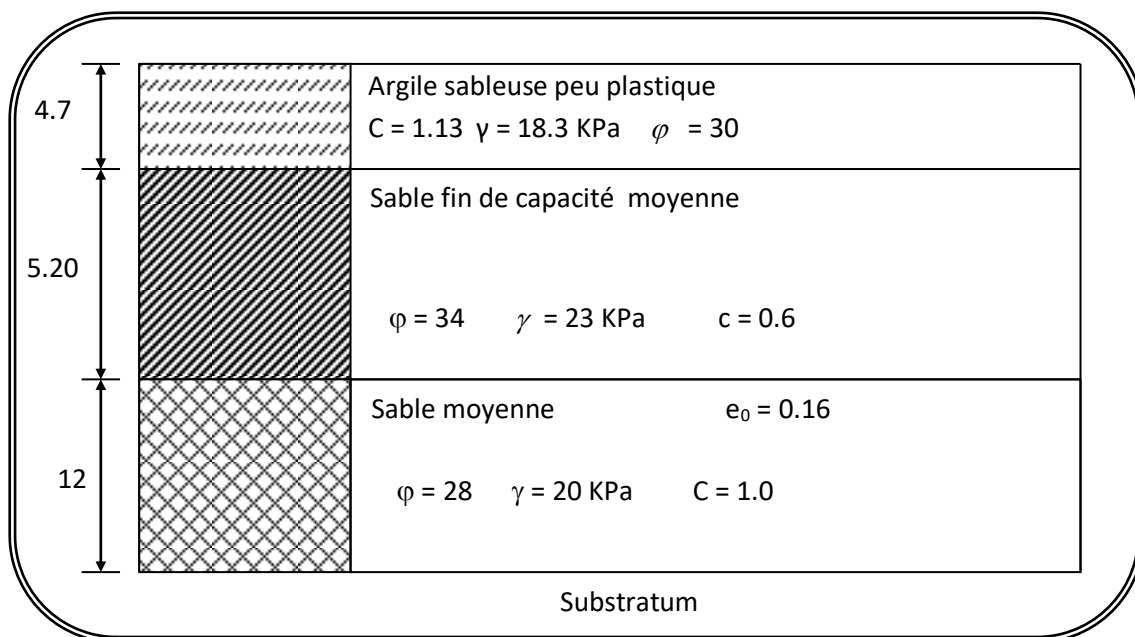 4.7
Argile sableuse peu plastique
C = 1.13 γ = 18.3 KPa φ = 30
5.20
Sable fin de capacité moyenne
φ = 34 γ = 23 KPa c = 0.6
12
Sable moyenne e₀ = 0.16
φ = 28 γ = 20 KPa C = 1.0
Substratum